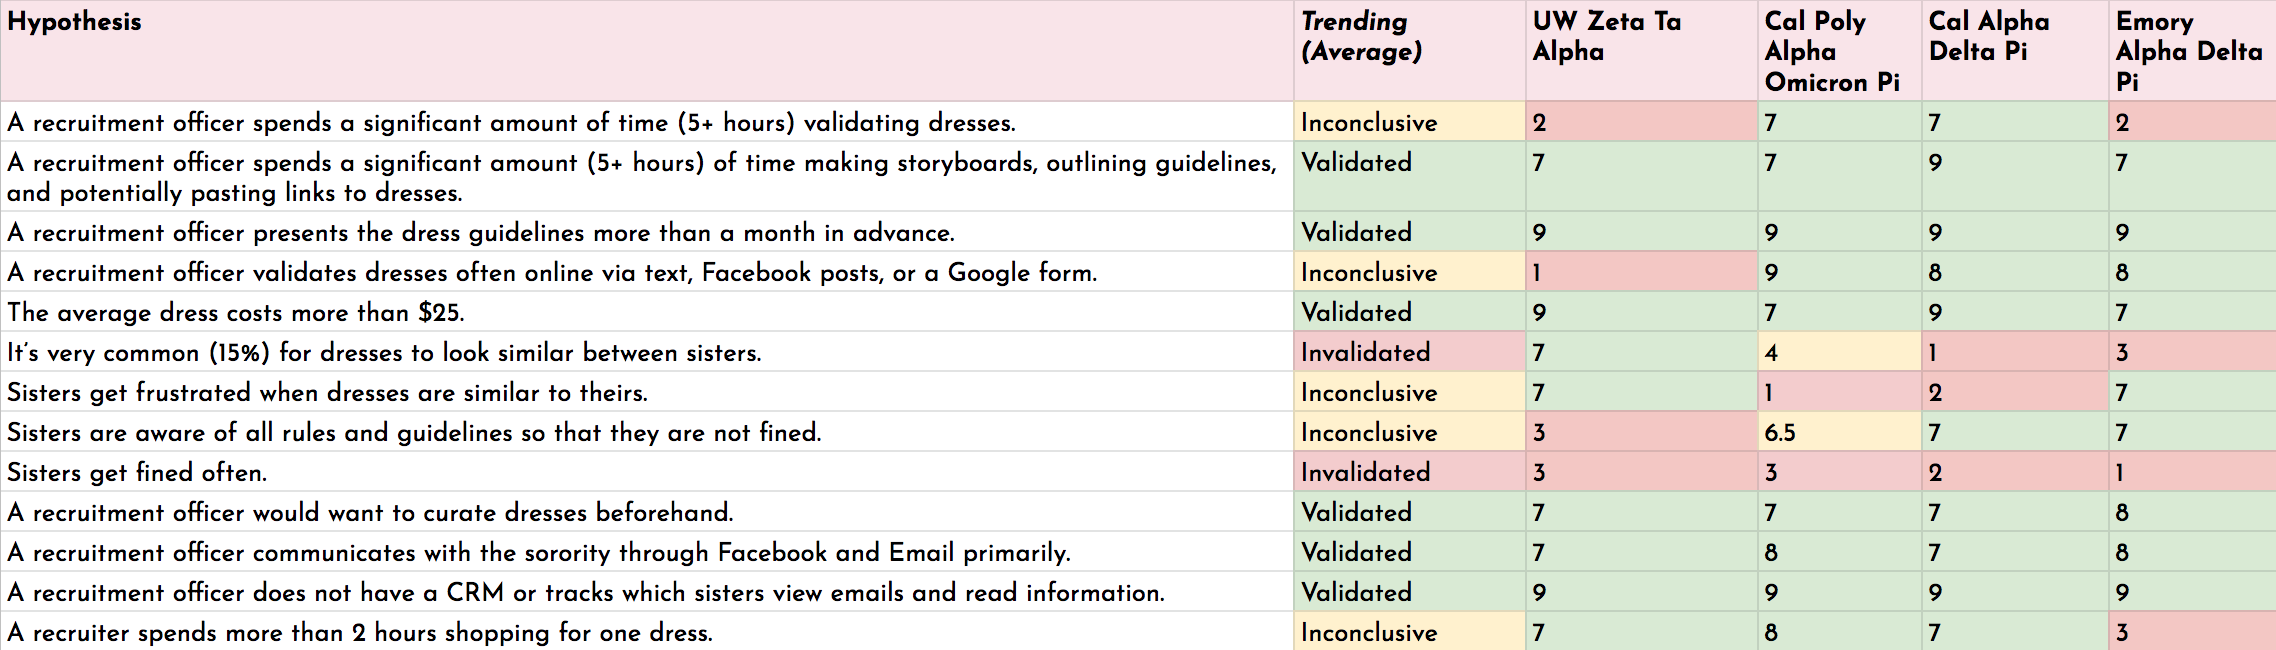 Hypothesis
Trending (Average)
UW Zeta Ta Alpha
Cal Poly Alpha Omicron Pi
Cal Alpha Delta Pi
Emory Alpha Delta Pi
A recruitment officer spends a significant amount of time (5+ hours) validating dresses. Inconclusive 2 7 7 2
A recruitment officer spends a significant amount (5+ hours) of time making storyboards, outlining guidelines,
and potentially pasting links to dresses. Validated 7 7 9 7
A recruitment officer presents the dress guidelines more than a month in advance. Validated 9 9 9 9
A recruitment officer validates dresses often online via text, Facebook posts, or a Google form. Inconclusive 1 9 8 8
The average dress costs more than $25. Validated 9 7 9 7
It's very common (15%) for dresses to look similar between sisters. Invalidated 7 4 1 3
Sisters get frustrated when dresses are similar to theirs. Inconclusive 7 1 2 7
Sisters are aware of all rules and guidelines so that they are not fined. Inconclusive 3 6.5 7 7
Sisters get fined often. Invalidated 3 3 2 1
A recruitment officer would want to curate dresses beforehand. Validated 7 7 7 8
A recruitment officer communicates with the sorority through Facebook and Email primarily. Validated 7 8 7 8
A recruitment officer does not have a CRM or tracks which sisters view emails and read information. Validated 9 9 9 9
A recruiter spends more than 2 hours shopping for one dress. Inconclusive 7 8 7 3